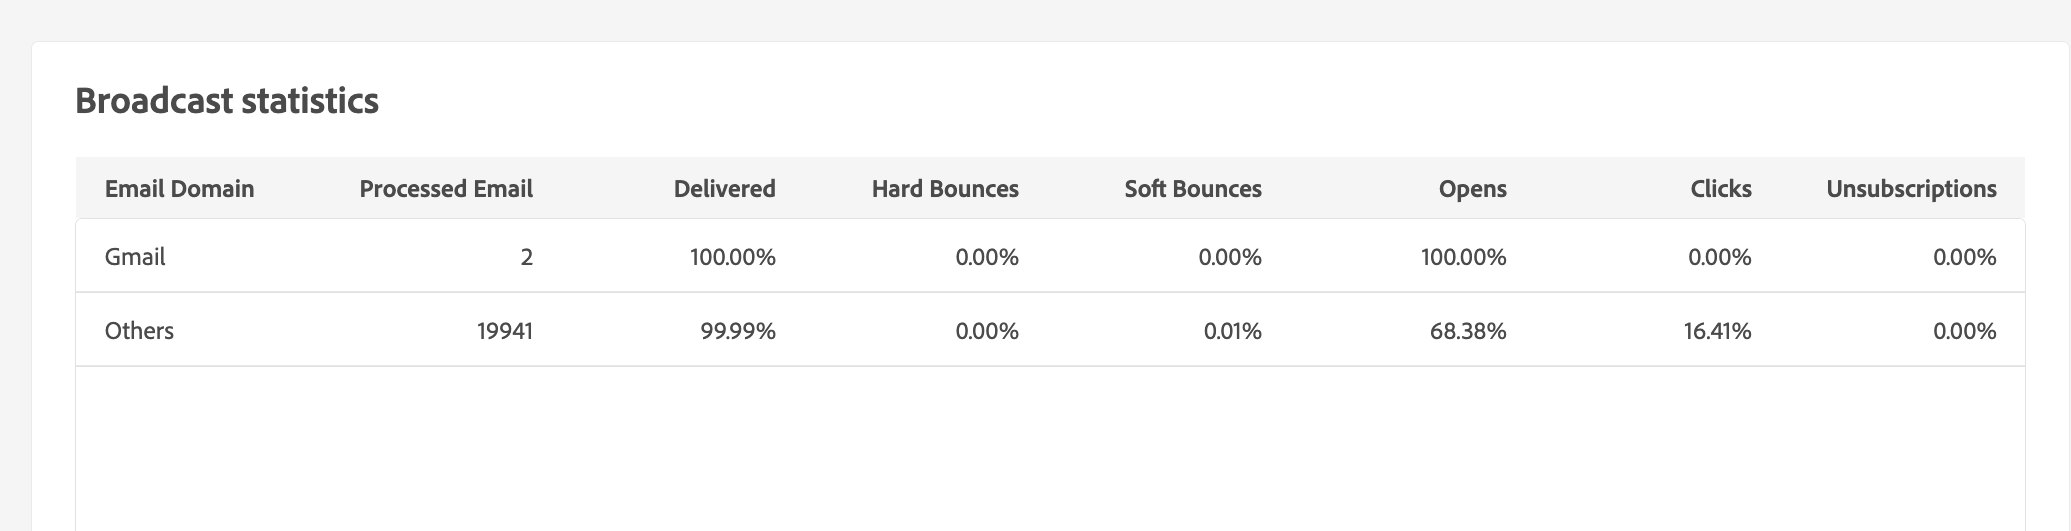 Broadcast statistics
Email Domain Processed Email Delivered Hard Bounces Soft Bounces Opens Clicks Unsubscriptions
Gmail 2 100.00% 0.00% 0.00% 100.00% 0.00% 0.00%
Others 19941 99.99% 0.00% 0.01% 68.38% 16.41% 0.00%